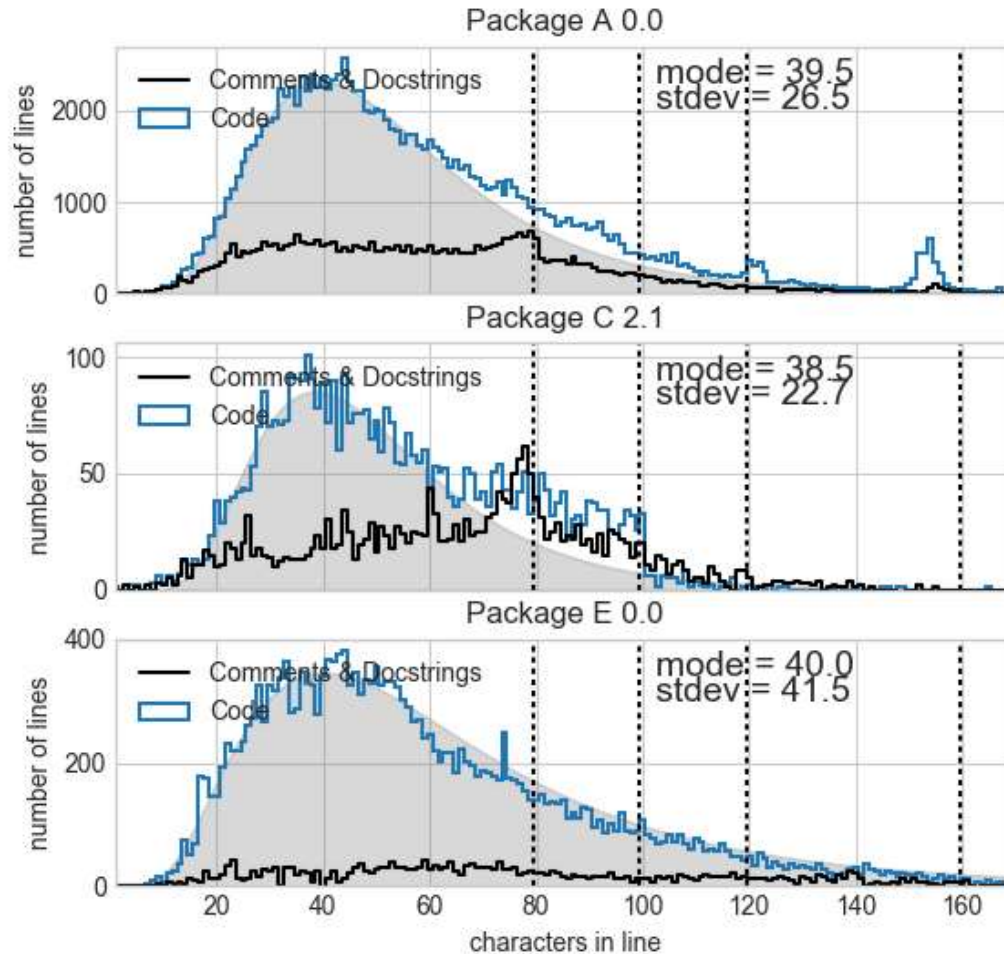 Package A 0.0
number of lines
2000
1000
0
Comments & Docstrings
Code
mode = 39.5
stdev = 26.5
Package C 2.1
number of lines
100
50
0
Comments & Docstrings
Code
mode = 38.5
stdev = 22.7
Package E 0.0
number of lines
400
200
0
Comments & Docstrings
Code
mode = 40.0
stdev = 41.5
20 40 60 80 100 120 140 160
characters in line